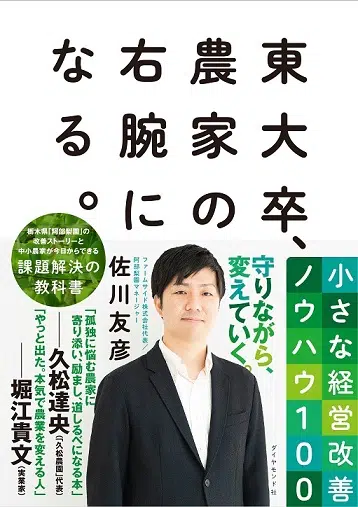 東大卒、
農家の
右腕に
なる。
小さな経営改善
ノウハウ100
佐川友彦
ファームサイド株式会社代表/
阿部梨園マネージャー
守りながら、
変えていく。
栃木県「阿部梨園」の
改善ストーリーと
中小農家が今日からできる
課題解決の
教科書
「孤独に悩む農家に
寄り添い、励まし、道しるべになる本」
──久松達央(「久松農園」代表)
「やっと出た。本気で農業を変える人」
──堀江貴文(実業家)
ダイヤモンド社